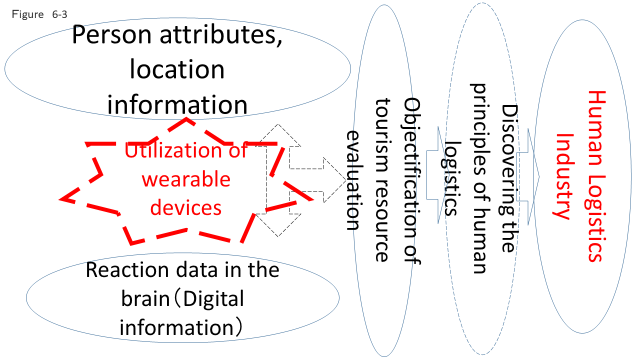 Figure 6-3
Person attributes,
location
information
Utilization of
wearable
devices
Reaction data in the
brain（Digital
information）
Objectification of
tourism resource
evaluation
Discovering the
principles of human
logistics
Human Logistics
Industry